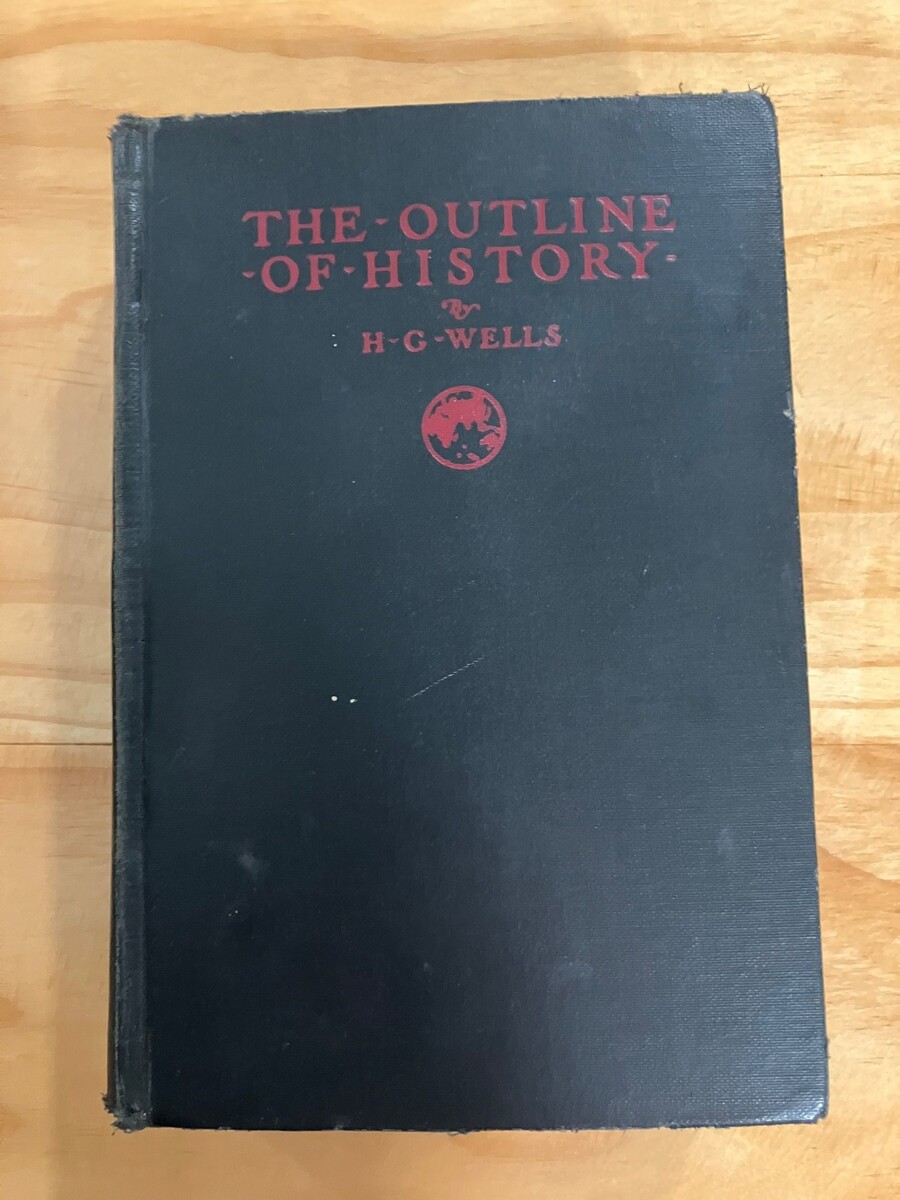 THE-OUTLINE
-OF-HISTORY-
By
H-G-WELLS